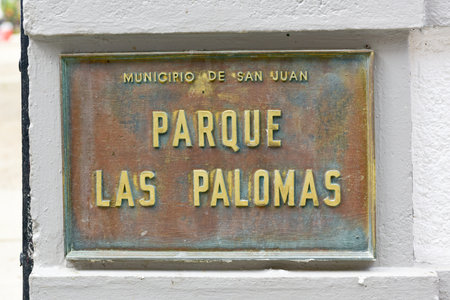 MUNICIPIO DE SAN JUAN
PARQUE
LAS PALOMAS